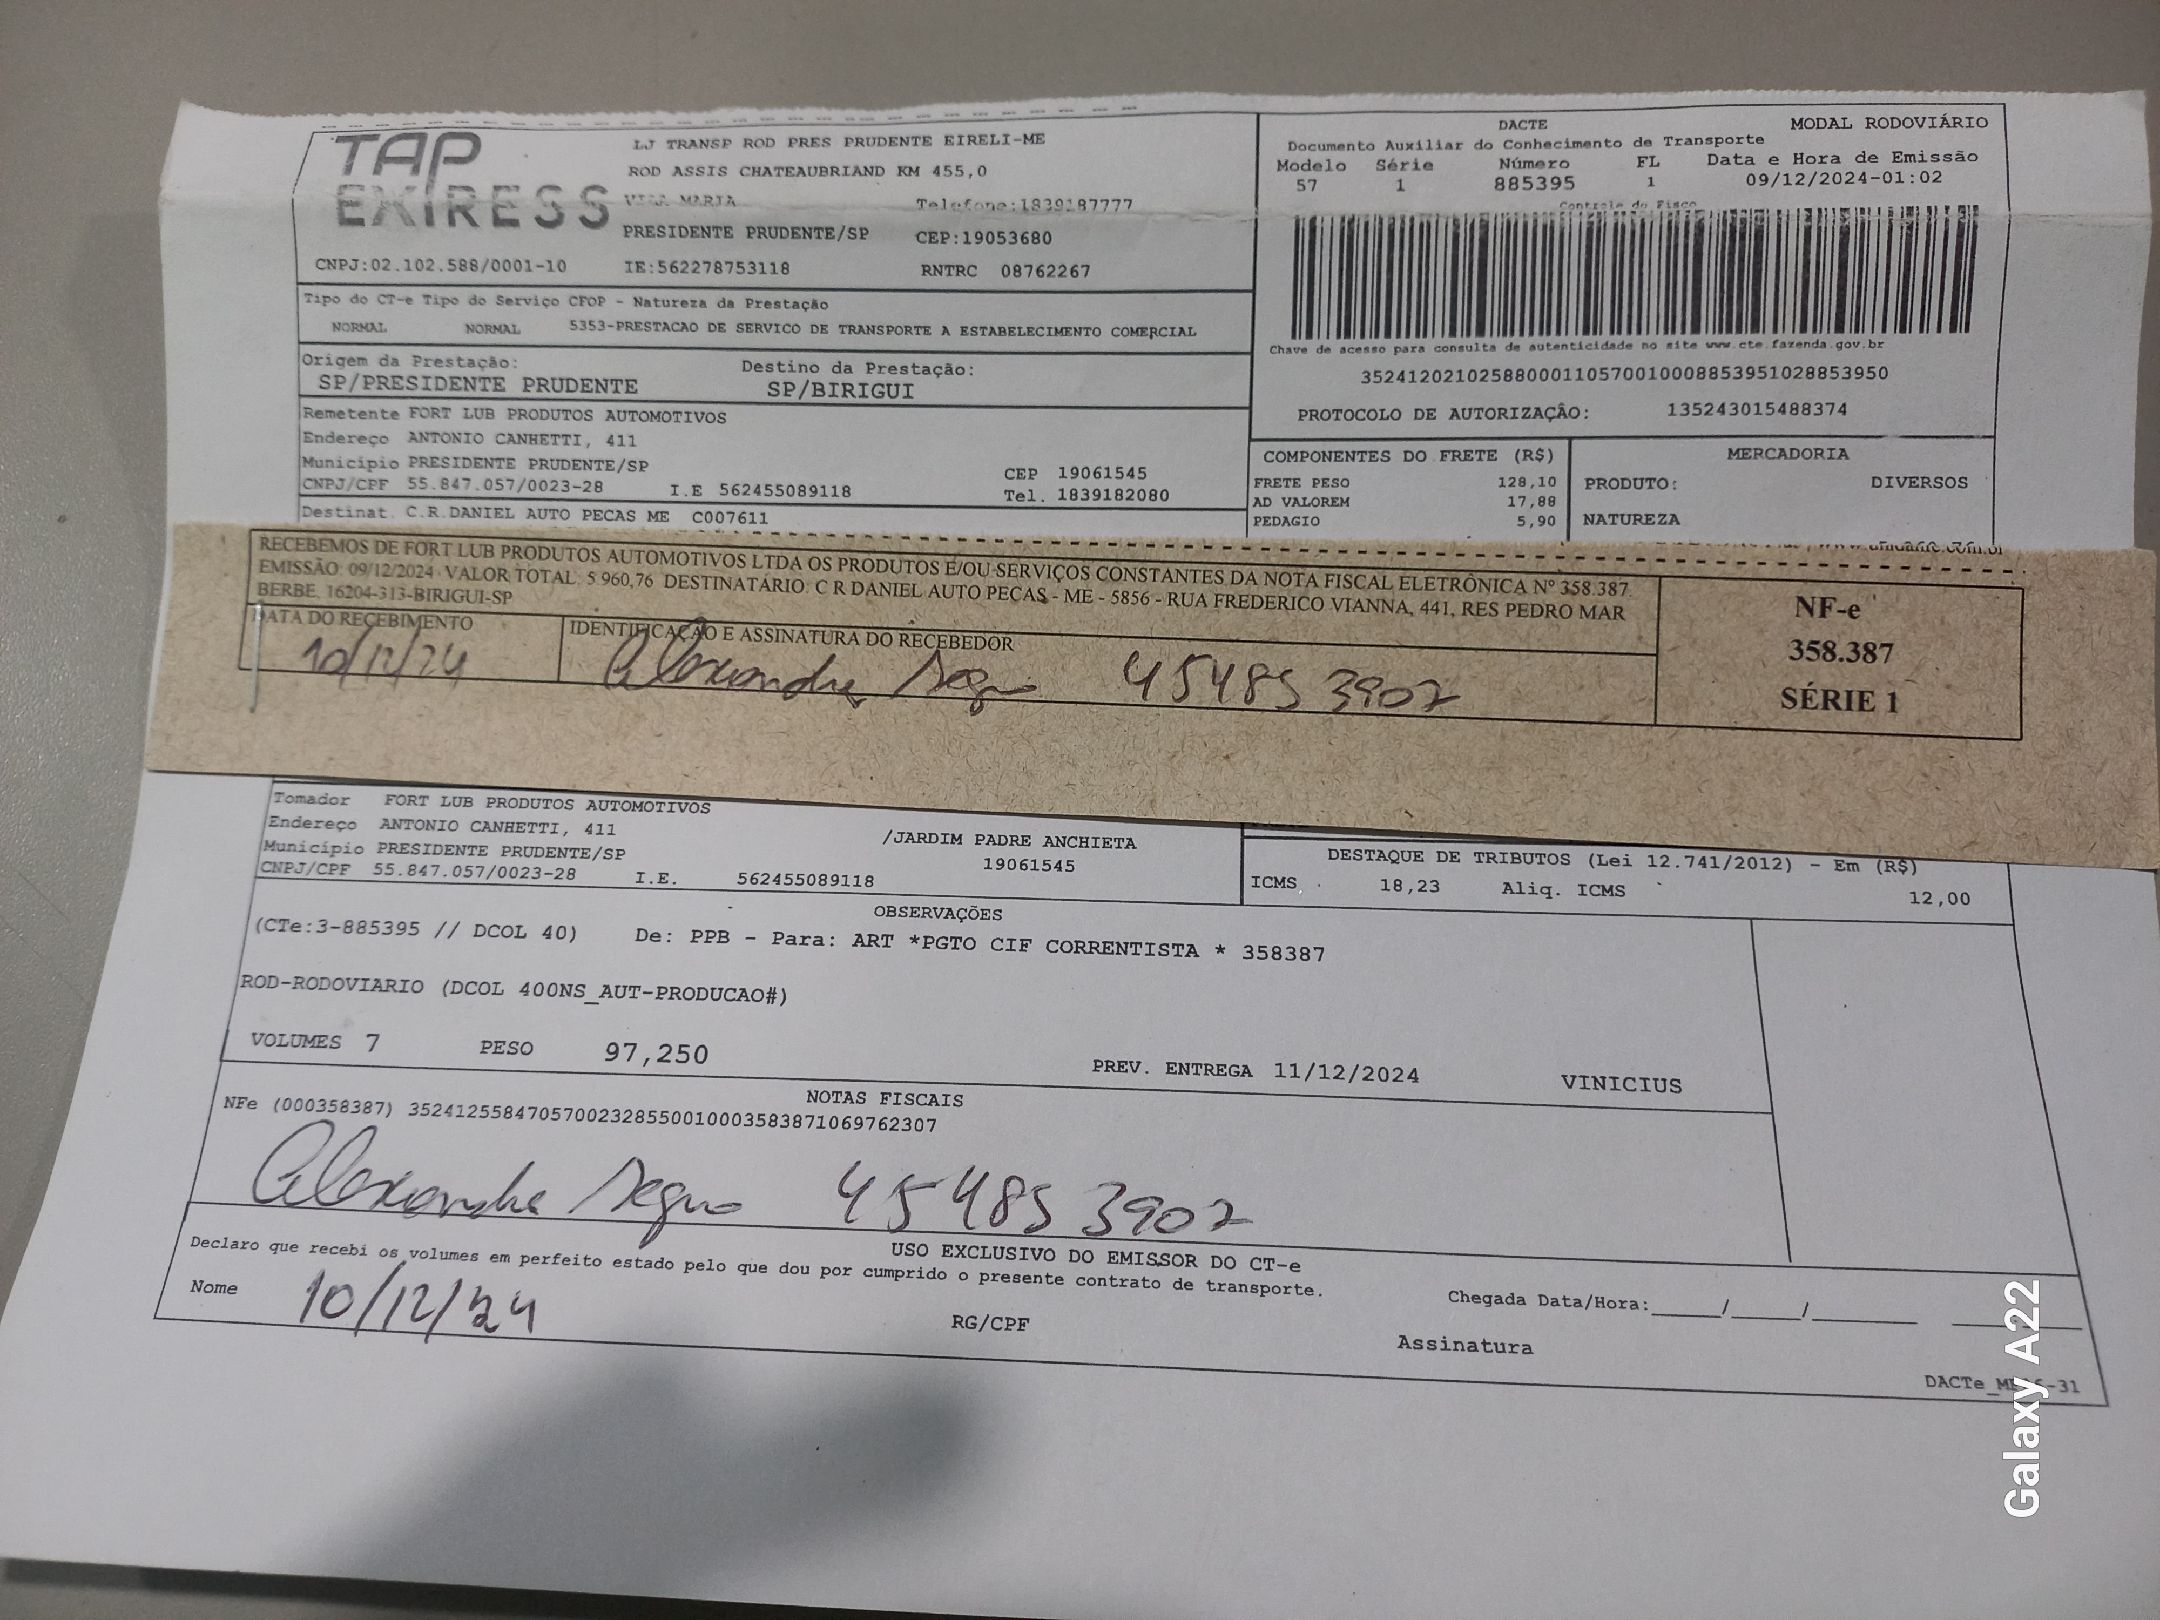 TAP
EXPRESS
LJ TRANSP ROD PRES PRUDENTE EIRELI-ME
ROD ASSIS CHATEAUBRIAND KM 455,0
VILA MARIA Telefone:1839187777
PRESIDENTE PRUDENTE/SP CEP:19053680
CNPJ:02.102.588/0001-10 IE:562278753118 RNTRC 08762267
DACTE MODAL RODOVIÁRIO
Documento Auxiliar do Conhecimento de Transporte
Modelo Série Número FL Data e Hora de Emissão
57 1 885395 1 09/12/2024-01:02
Controle do Fisco
Chave de acesso para consulta de autenticidade no site www.cte.fazenda.gov.br
35241202102588000110570010008853951028853950
PROTOCOLO DE AUTORIZAÇÃO: 135243015488374
Tipo do CT-e Tipo do Serviço CFOP - Natureza da Prestação
NORMAL NORMAL 5353-PRESTACAO DE SERVICO DE TRANSPORTE A ESTABELECIMENTO COMERCIAL
Origem da Prestação: Destino da Prestação:
SP/PRESIDENTE PRUDENTE SP/BIRIGUI
Remetente FORT LUB PRODUTOS AUTOMOTIVOS
Endereço ANTONIO CANHETTI, 411
Município PRESIDENTE PRUDENTE/SP CEP 19061545
CNPJ/CPF 55.847.057/0023-28 I.E 562455089118 Tel. 1839182080
Destinat. C.R.DANIEL AUTO PECAS ME C007611
COMPONENTES DO FRETE (R$) MERCADORIA
FRETE PESO 128,10 PRODUTO: DIVERSOS
AD VALOREM 17,88
PEDAGIO 5,90 NATUREZA
RECEBEMOS DE FORT LUB PRODUTOS AUTOMOTIVOS LTDA OS PRODUTOS E/OU SERVIÇOS CONSTANTES DA NOTA FISCAL ELETRÔNICA Nº 358.387.
EMISSÃO: 09/12/2024 VALOR TOTAL: 5.960,76 DESTINATÁRIO: C R DANIEL AUTO PECAS - ME - 5856 - RUA FREDERICO VIANNA, 441, RES PEDRO MAR
BERBE, 16204-313-BIRIGUI-SP
DATA DO RECEBIMENTO IDENTIFICAÇÃO E ASSINATURA DO RECEBEDOR
10/12/24 Alexandre 454853902
NF-e
358.387
SÉRIE 1
Tomador FORT LUB PRODUTOS AUTOMOTIVOS
Endereço ANTONIO CANHETTI, 411 /JARDIM PADRE ANCHIETA
Município PRESIDENTE PRUDENTE/SP 19061545
CNPJ/CPF 55.847.057/0023-28 I.E. 562455089118
DESTAQUE DE TRIBUTOS (Lei 12.741/2012) - Em (R$)
ICMS 18,23 Aliq. ICMS 12,00
OBSERVAÇÕES
(CTe:3-885395 // DCOL 40) De: PPB - Para: ART *PGTO CIF CORRENTISTA * 358387
ROD-RODOVIARIO (DCOL 400NS_AUT-PRODUCAO#)
VOLUMES 7 PESO 97,250 PREV. ENTREGA 11/12/2024 VINICIUS
NOTAS FISCAIS
NFe (000358387) 35241255847057002328550010003583871069762307
Alexandre 454853902
USO EXCLUSIVO DO EMISSOR DO CT-e
Declaro que recebi os volumes em perfeito estado pelo que dou por cumprido o presente contrato de transporte.
Nome 10/12/24 RG/CPF Assinatura
Chegada Data/Hora:_____/_____/_______ ______
Galaxy A22